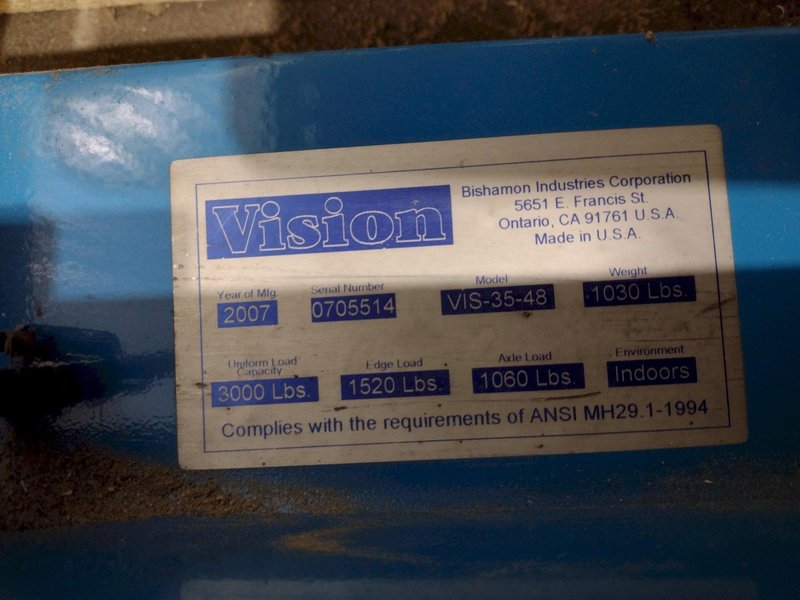 Vision
Bishamon Industries Corporation
5651 E. Francis St.
Ontario, CA 91761 U.S.A.
Made in U.S.A.
Year of Mfg Serial Number Model Weight
2007 0705514 VIS-35-48 1030 Lbs.
Uniform Load
Capacity Edge Load Axle Load Environment
3000 Lbs. 1520 Lbs. 1060 Lbs. Indoors
Complies with the requirements of ANSI MH29.1-1994